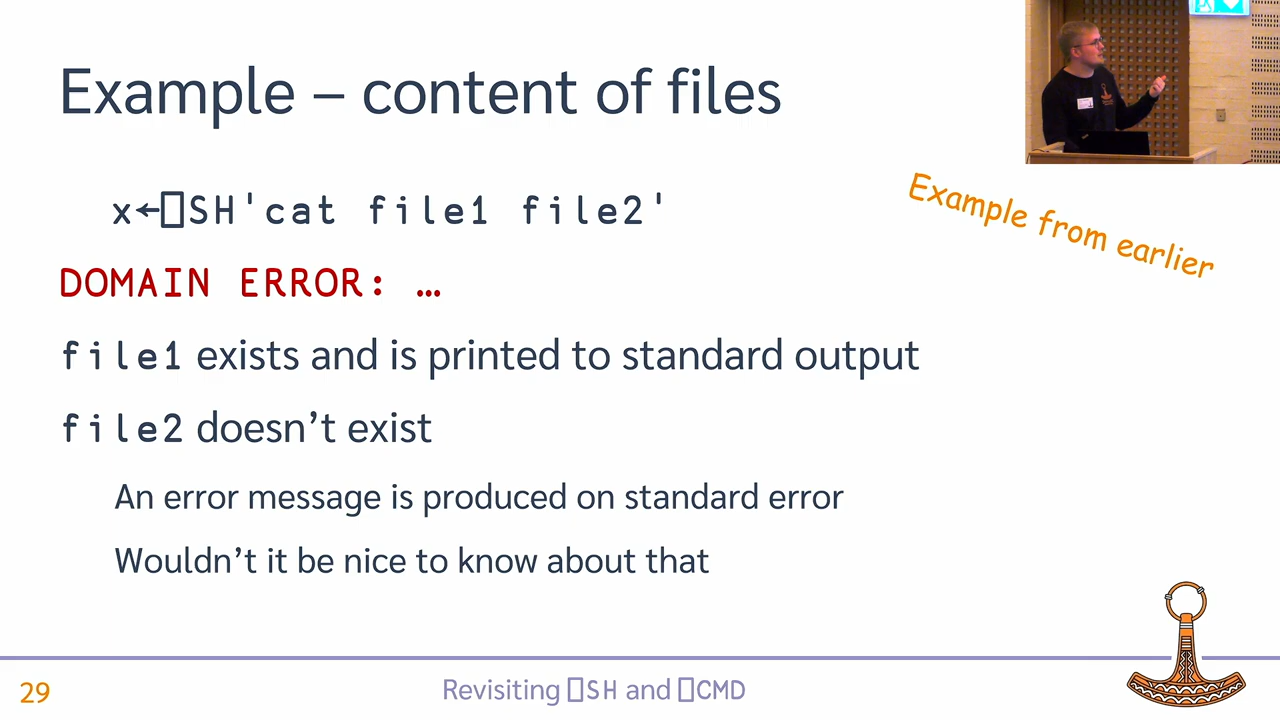 Example – content of files
x←⎕SH'cat file1 file2'
Example from earlier
DOMAIN ERROR: …
file1 exists and is printed to standard output
file2 doesn’t exist
An error message is produced on standard error
Wouldn’t it be nice to know about that
29
Revisiting ⎕SH and ⎕CMD